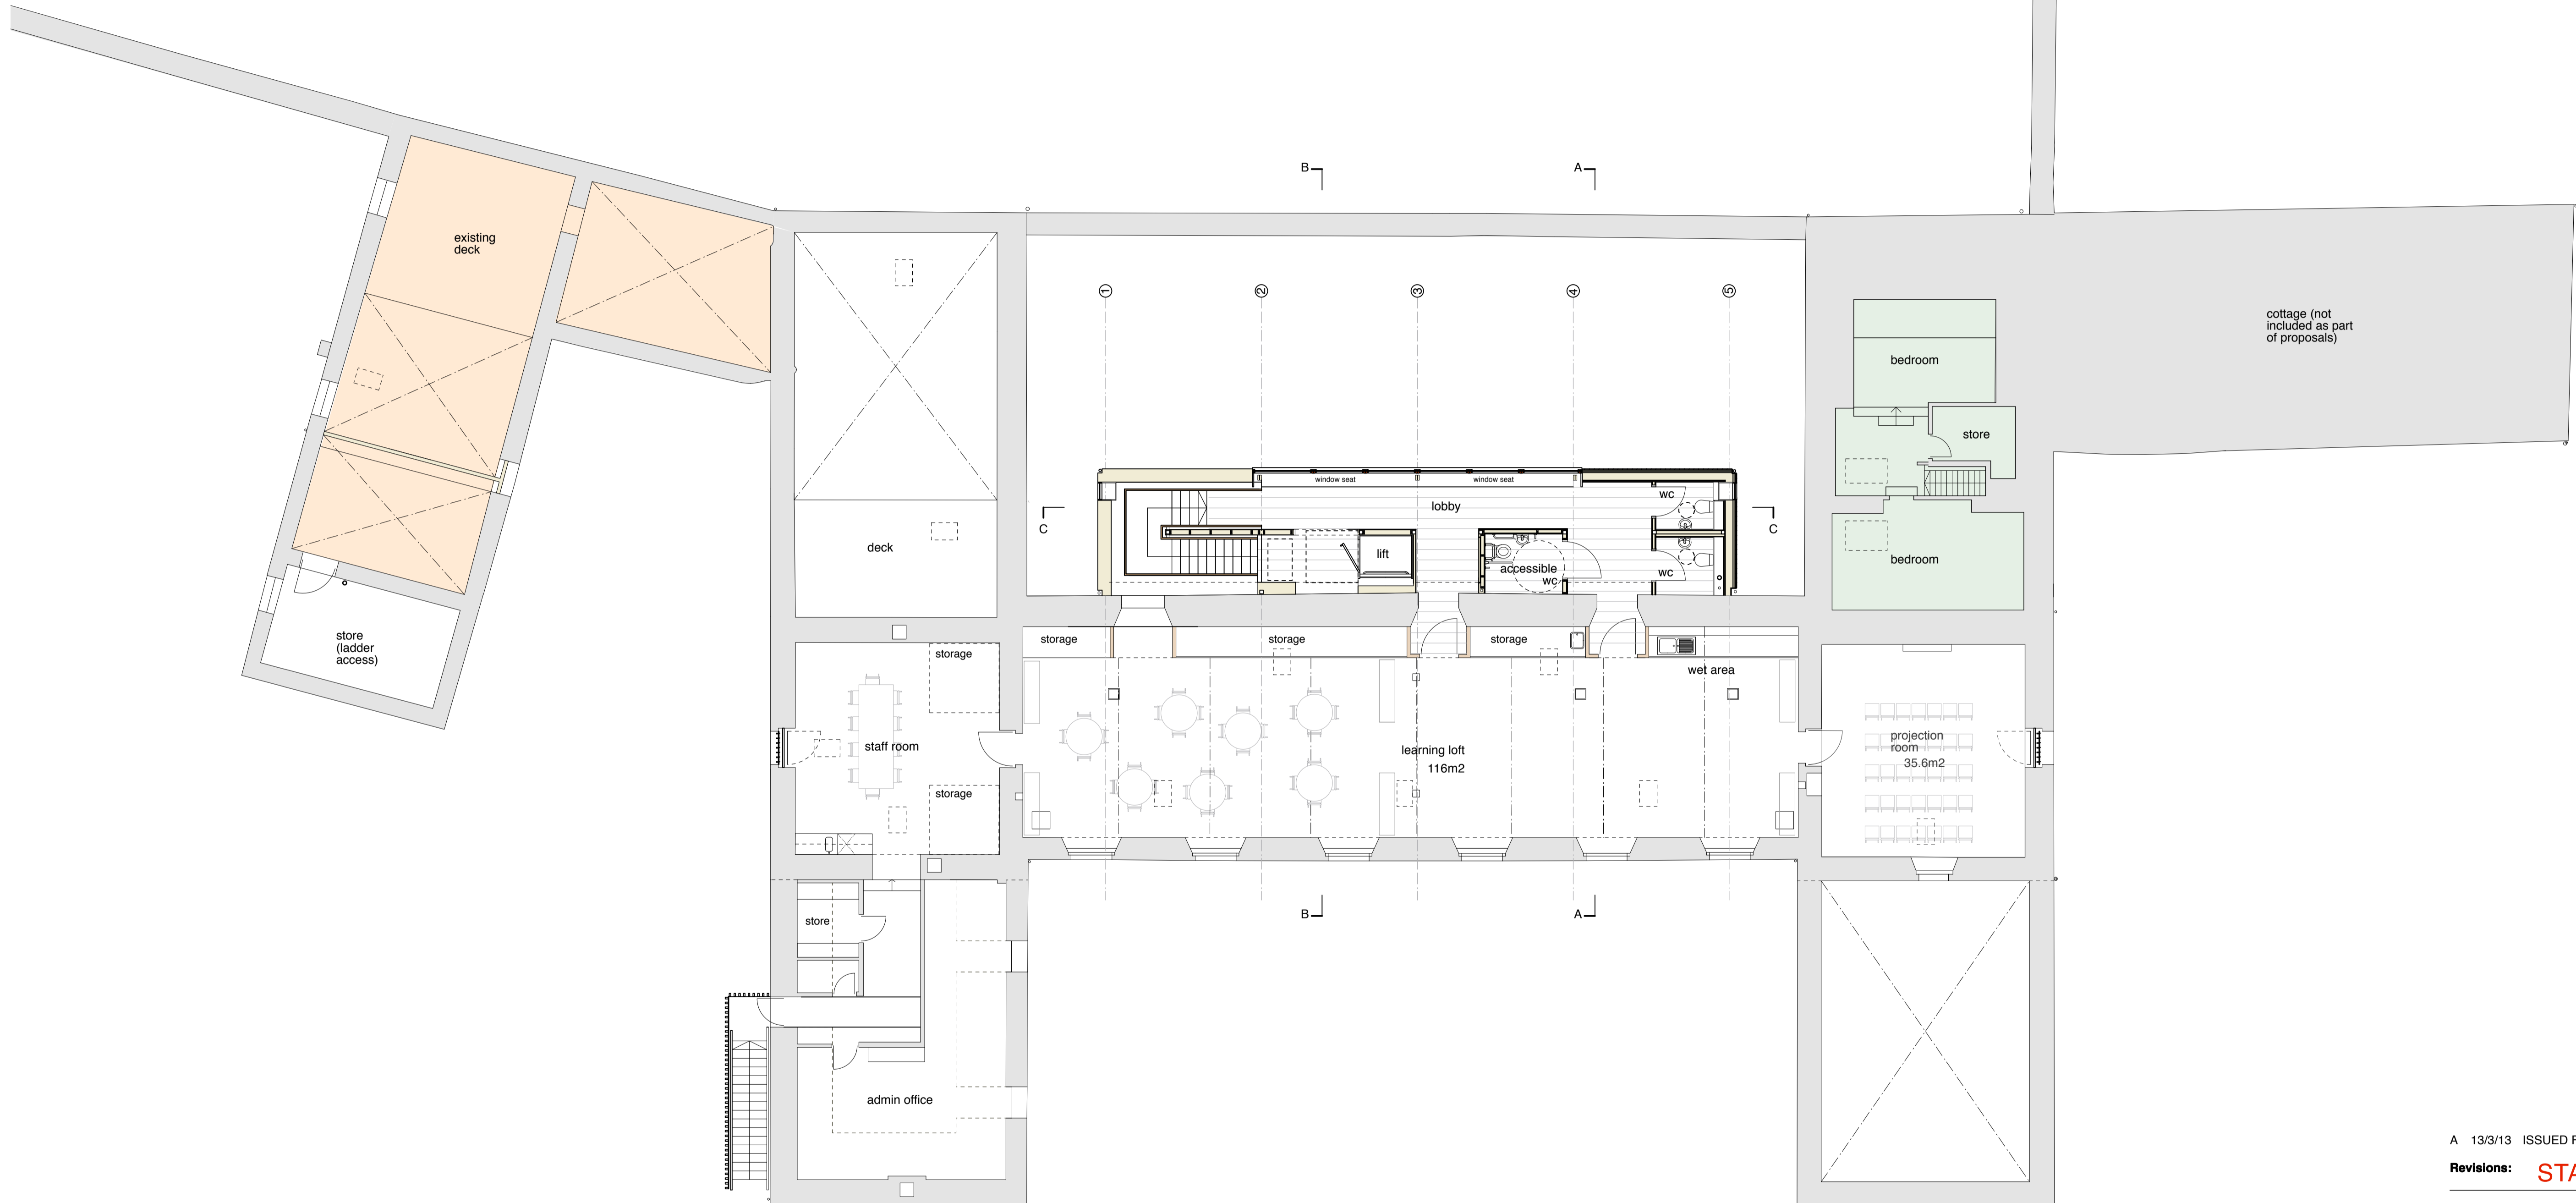 B
A
existing
deck
1
2
3
4
5
cottage (not
included as part
of proposals)
bedroom
store
window seat
window seat
wc
lobby
C
C
deck
lift
accessible
wc
wc
bedroom
store
(ladder
access)
storage
storage
storage
storage
wet area
staff room
learning loft
116m2
projection
room
35.6m2
storage
store
B
A
admin office
A 13/3/13 ISSUED
Revisions: